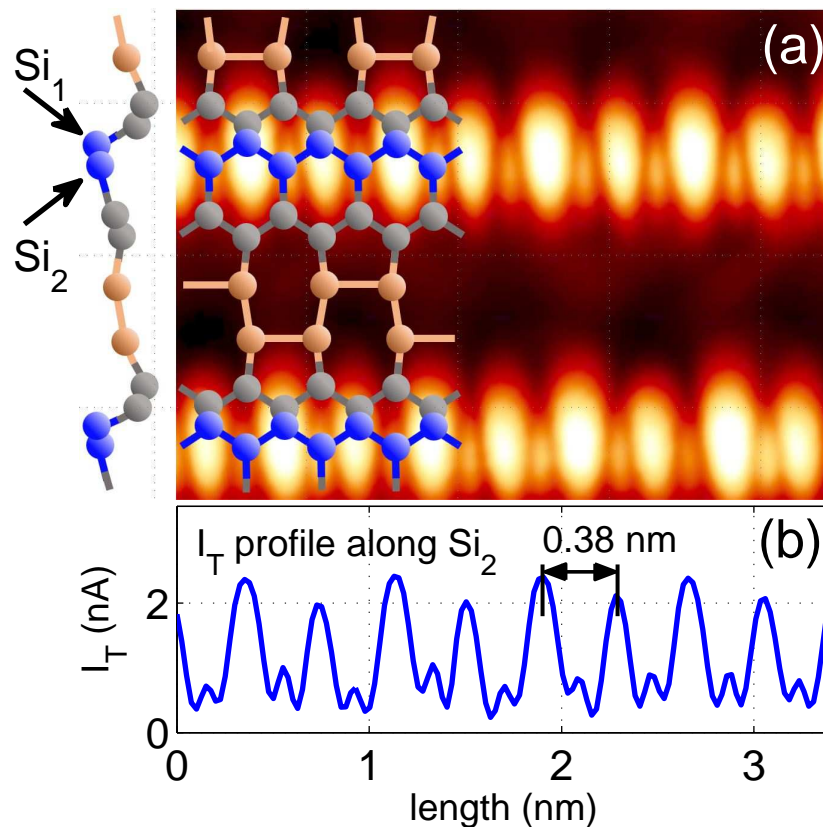 (a)
Si1
Si2
(b)
IT profile along Si2
0.38 nm
IT (nA)
2
0
0 1 2 3
length (nm)